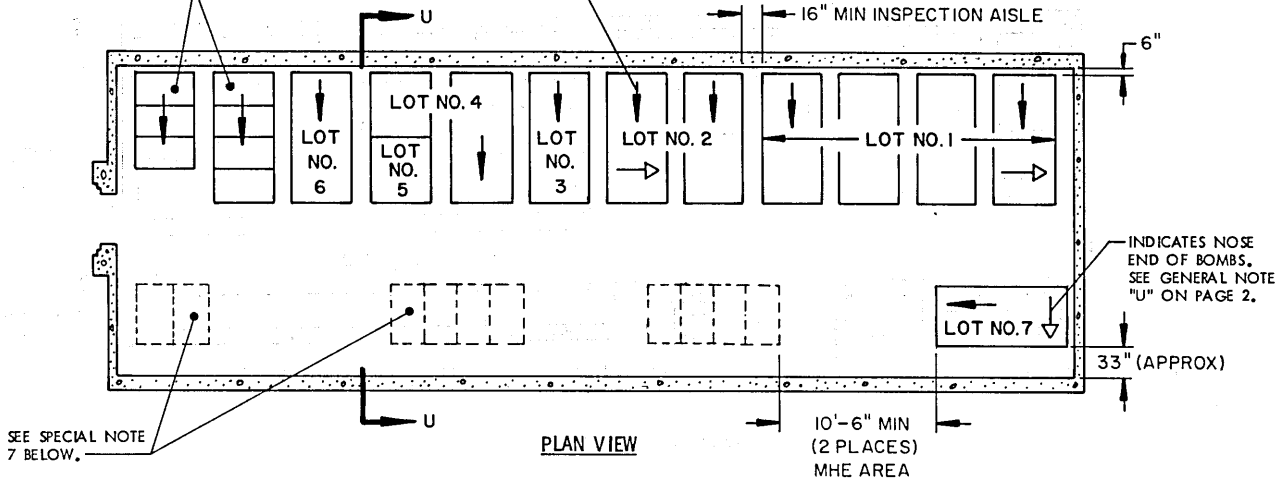 U
16" MIN INSPECTION AISLE
6"
LOT NO. 4
LOT
NO.
6
LOT
NO.
5
LOT
NO.
3
LOT NO. 2
LOT NO. 1
INDICATES NOSE
END OF BOMBS.
SEE GENERAL NOTE
"U" ON PAGE 2.
LOT NO. 7
33" (APPROX)
SEE SPECIAL NOTE
7 BELOW.
U
PLAN VIEW
10'-6" MIN
(2 PLACES)
MHE AREA